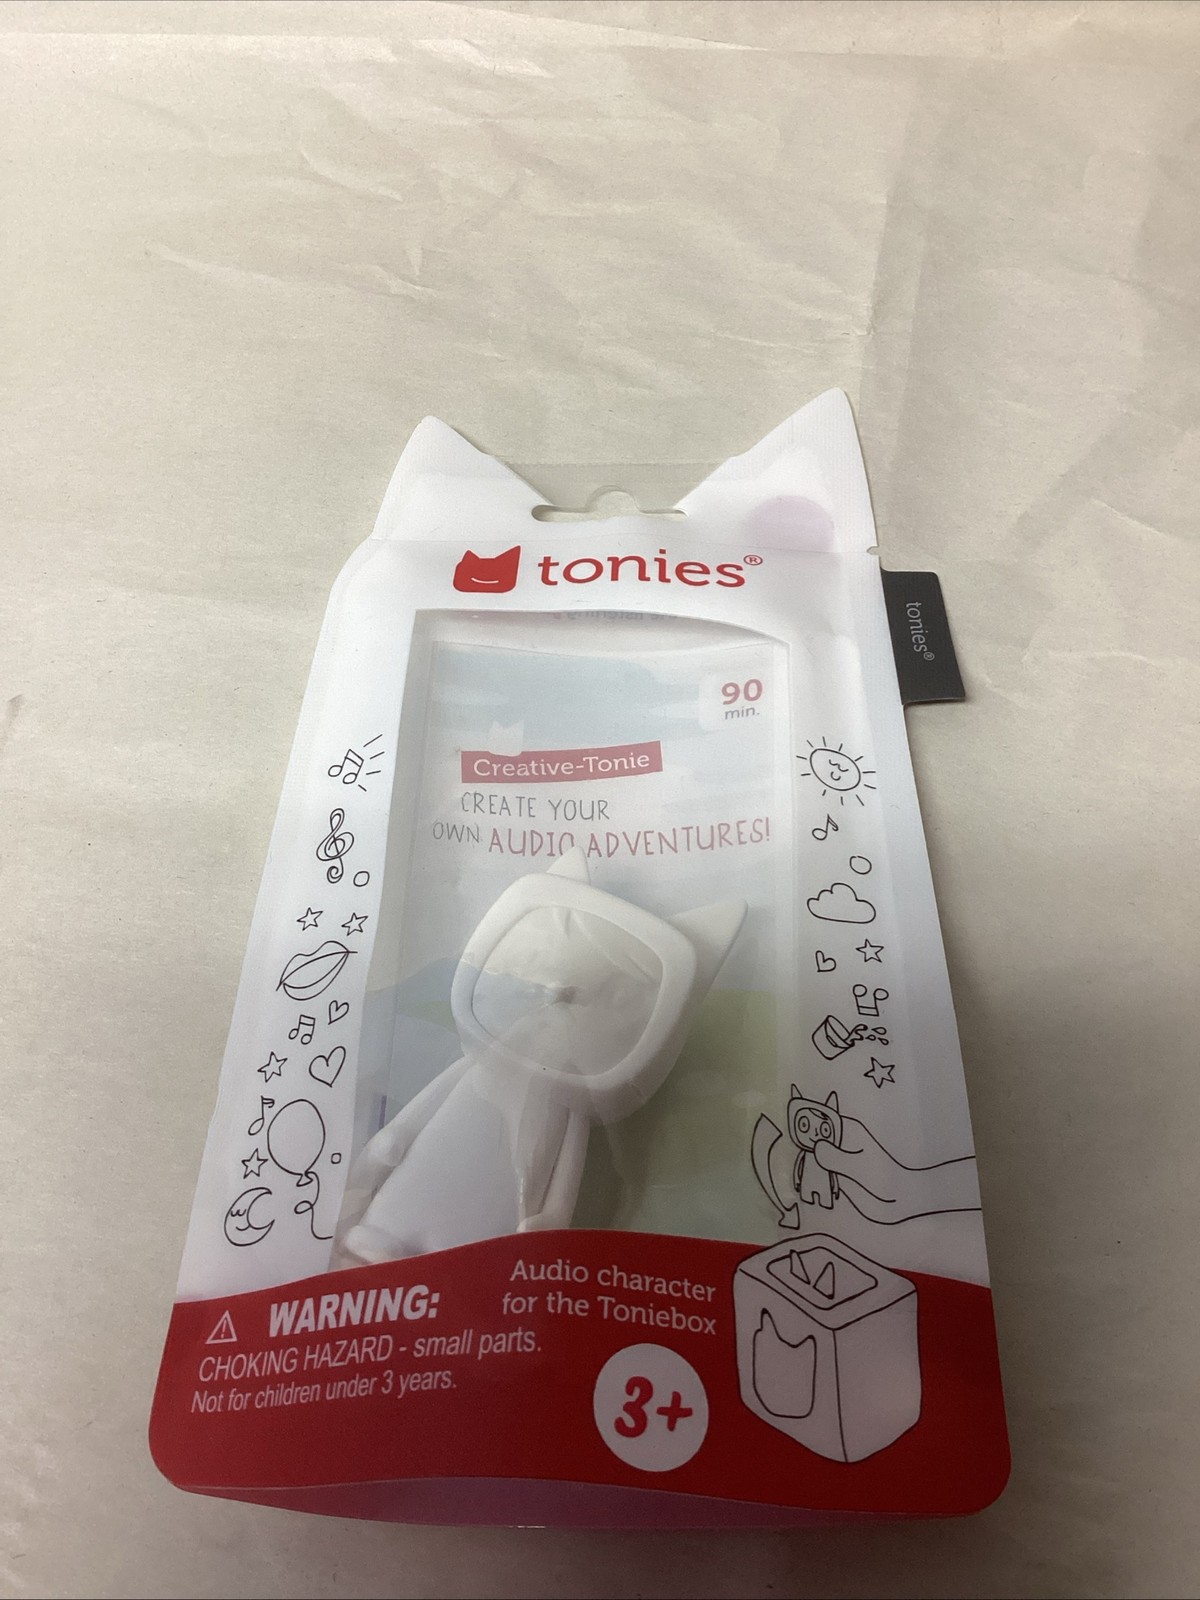 tonies®
tonies®
90
min.
Creative-Tonie
CREATE YOUR
OWN AUDIO ADVENTURES!
Audio character
for the Toniebox
WARNING:
CHOKING HAZARD - small parts.
Not for children under 3 years.
3+